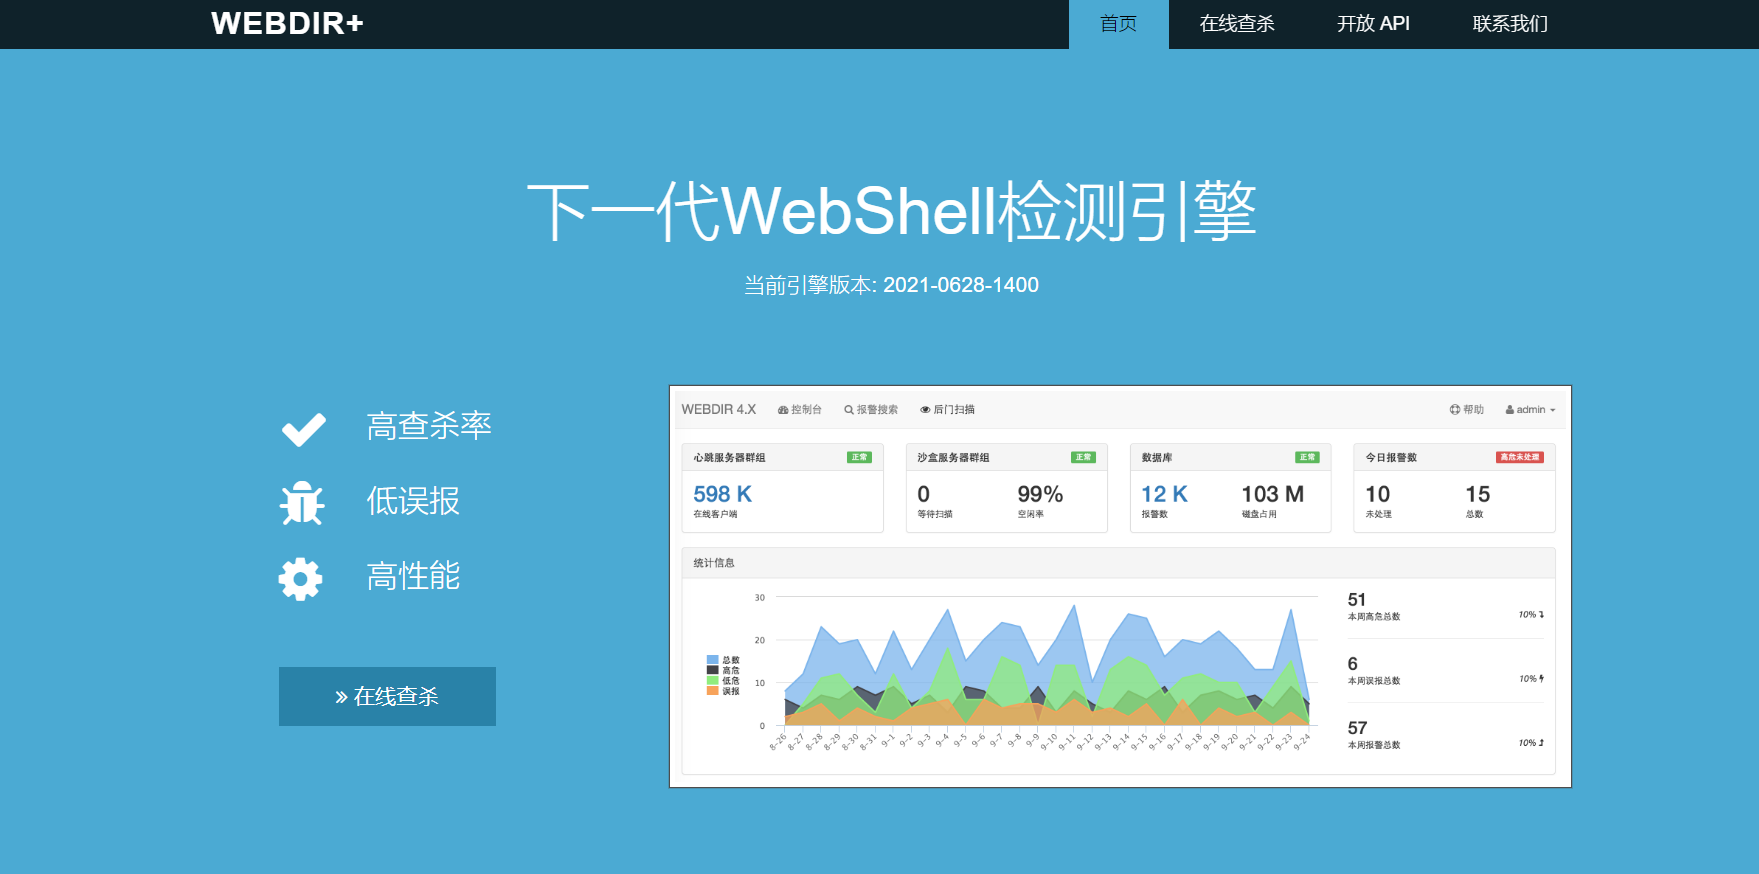 WEBDIR+
首页 在线查杀 开放 API 联系我们
下一代WebShell检测引擎
当前引擎版本: 2021-0628-1400
高查杀率
低误报
高性能
在线查杀
WEBDIR 4.X 控制台 报警搜索 后门扫描 帮助 admin
心跳服务器群组 正常
598 K
在线客户端
沙盒服务器群组 正常
0 99%
等待扫描 空闲率
数据库 正常
12 K 103 M
报警数 磁盘占用
今日报警数 高危未处理
10 15
未处理 总数
统计信息
30
20
10
0
总数
高危
低危
误报
8-26 8-27 8-28 8-29 8-30 8-31 9-1 9-2 9-3 9-4 9-5 9-6 9-7 9-8 9-9 9-10 9-11 9-12 9-13 9-14 9-15 9-16 9-17 9-18 9-19 9-20 9-21 9-22 9-23 9-24
51
本周高危总数 10%
6
本周误报总数 10%
57
本周报警总数 10%